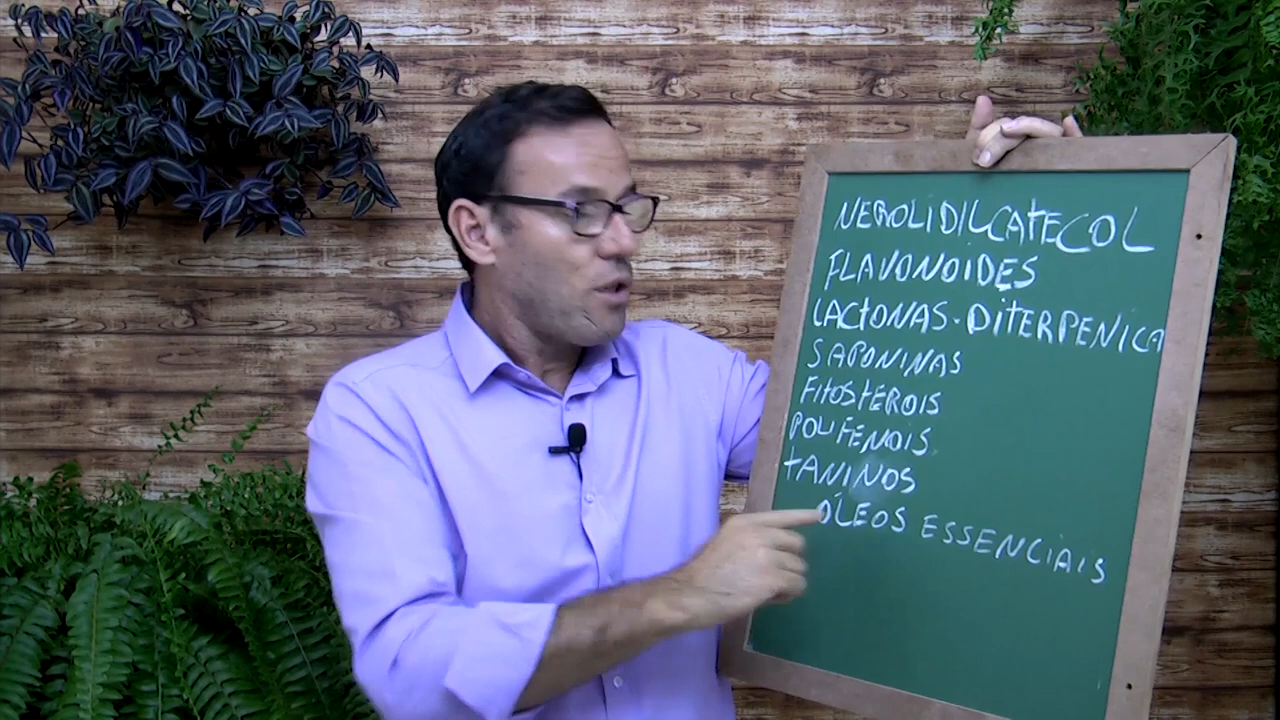 NEROLIDILCATECOL
FLAVONOIDES
LACTONAS-DITERPENICA
SAPONINAS
FITOSTEROIS
POLIFENOIS
TANINOS
ÓLEOS ESSENCIAIS